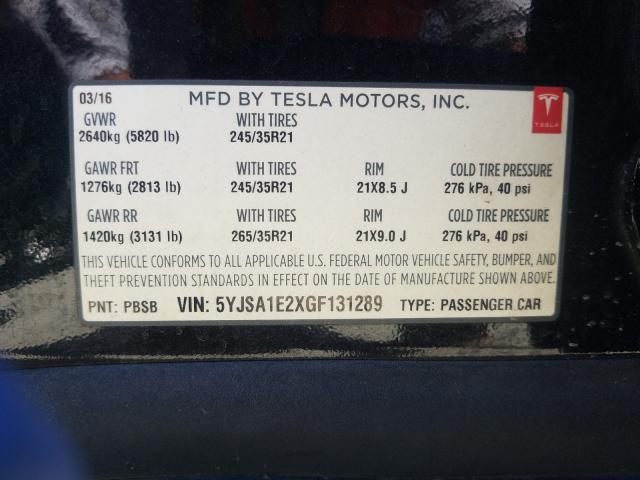 03/16 MFD BY TESLA MOTORS, INC.
GVWR WITH TIRES
2640kg (5820 lb) 245/35R21
TESLA
GAWR FRT WITH TIRES RIM COLD TIRE PRESSURE
1276kg (2813 lb) 245/35R21 21X8.5 J 276 kPa, 40 psi
GAWR RR WITH TIRES RIM COLD TIRE PRESSURE
1420kg (3131 lb) 265/35R21 21X9.0 J 276 kPa, 40 psi
THIS VEHICLE CONFORMS TO ALL APPLICABLE U.S. FEDERAL MOTOR VEHICLE SAFETY, BUMPER, AND
THEFT PREVENTION STANDARDS IN EFFECT ON THE DATE OF MANUFACTURE SHOWN ABOVE.
PNT: PBSB VIN: 5YJSA1E2XGF131289 TYPE: PASSENGER CAR